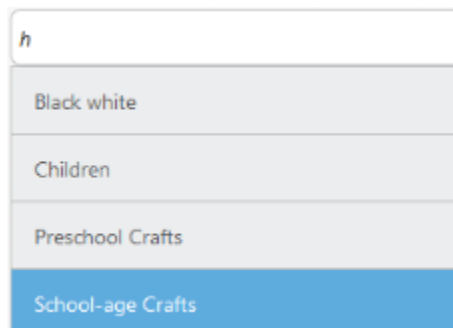 h
Black white
Children
Preschool Crafts
School-age Crafts